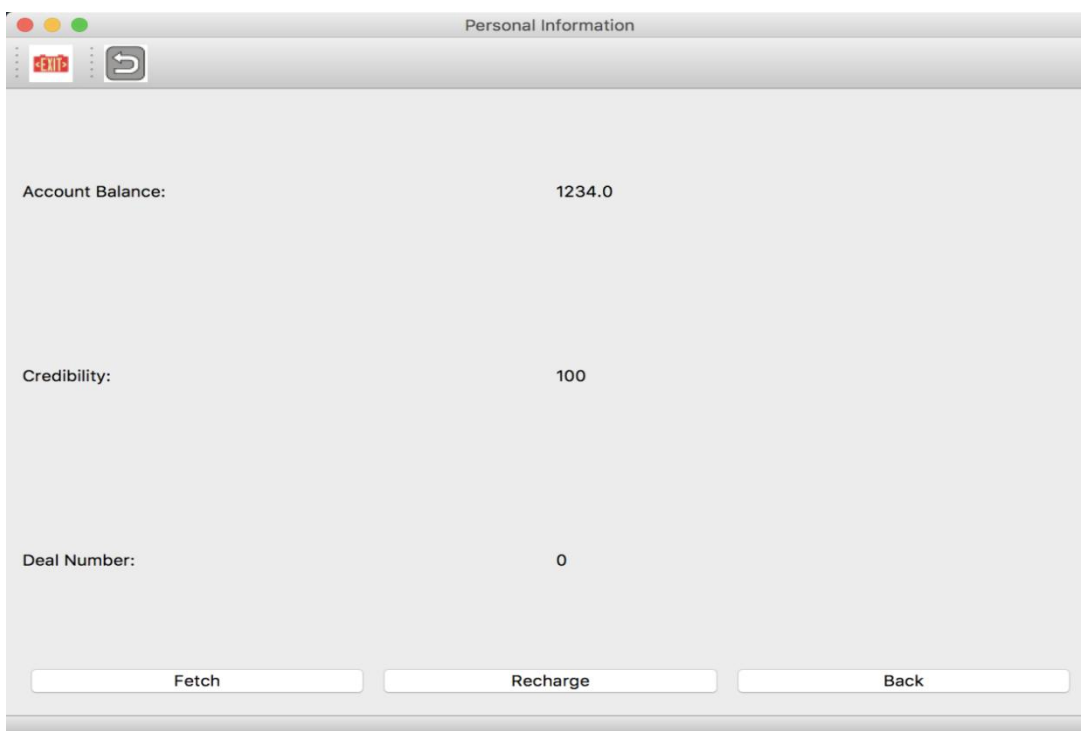 Personal Information
<EXIT>
Account Balance: 1234.0
Credibility: 100
Deal Number: 0
Fetch Recharge Back